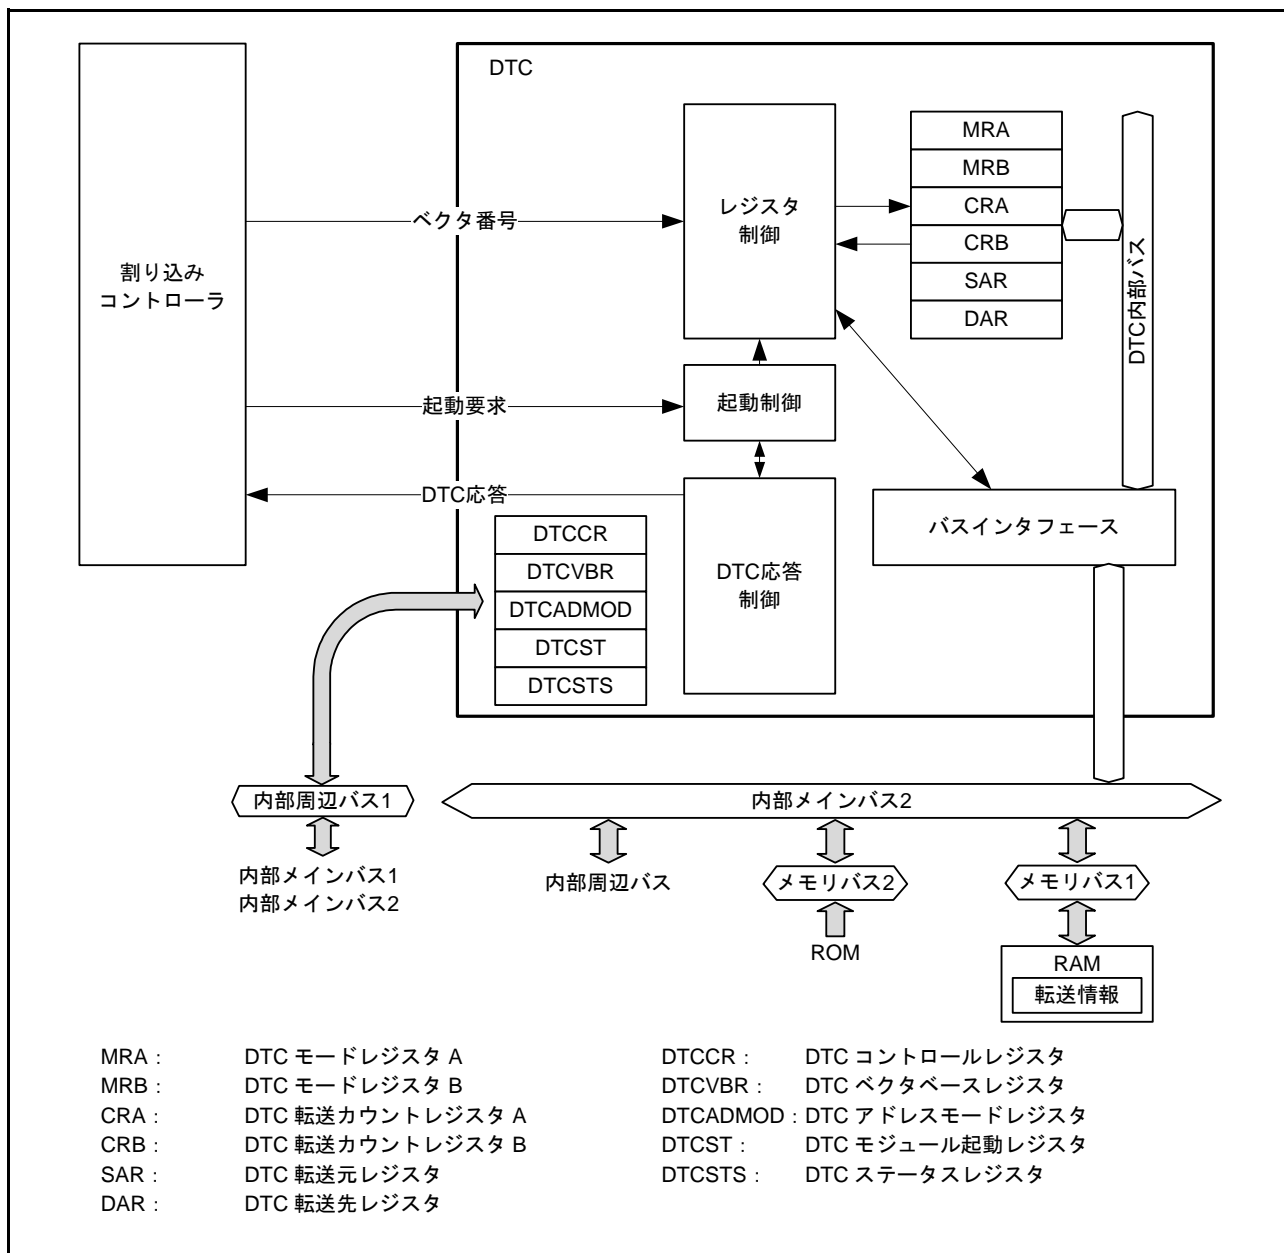 DTC
割り込み
コントローラ
ベクタ番号
起動要求
DTC応答
レジスタ
制御
起動制御
DTC応答
制御
MRA
MRB
CRA
CRB
SAR
DAR
DTC内部バス
バスインタフェース
DTCCR
DTCVBR
DTCADMOD
DTCST
DTCSTS
内部周辺バス1
内部メインバス1
内部メインバス2
内部メインバス2
内部周辺バス
メモリバス2
ROM
メモリバス1
RAM
転送情報
MRA : DTC モードレジスタ A
MRB : DTC モードレジスタ B
CRA : DTC 転送カウントレジスタ A
CRB : DTC 転送カウントレジスタ B
SAR : DTC 転送元レジスタ
DAR : DTC 転送先レジスタ
DTCCR : DTC コントロールレジスタ
DTCVBR : DTC ベクタベースレジスタ
DTCADMOD : DTC アドレスモードレジスタ
DTCST : DTC モジュール起動レジスタ
DTCSTS : DTC ステータスレジスタ